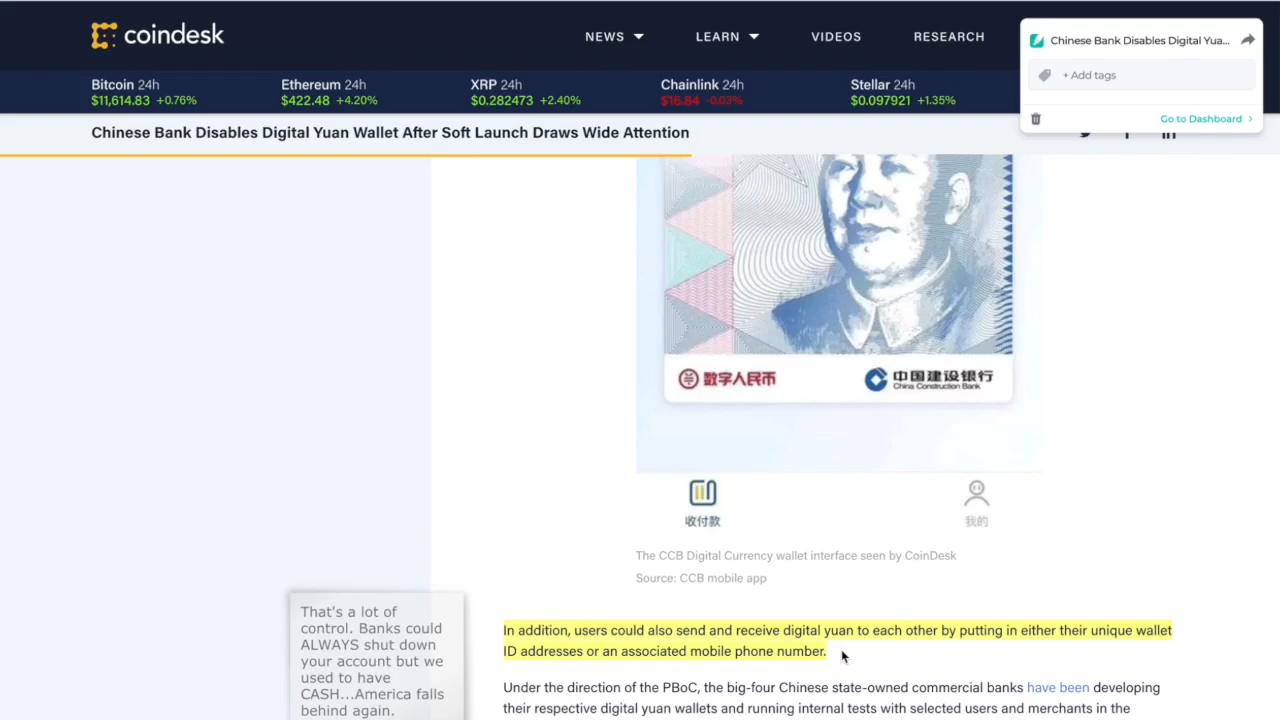 coindesk
NEWS
LEARN
VIDEOS
RESEARCH
Chinese Bank Disables Digital Yua...
+ Add tags
Go to Dashboard
Bitcoin 24h
$11,614.83 +0.76%
Ethereum 24h
$422.48 +4.20%
XRP 24h
$0.282473 +2.40%
Chainlink 24h
$16.84 -0.03%
Stellar 24h
$0.097921 +1.35%
Chinese Bank Disables Digital Yuan Wallet After Soft Launch Draws Wide Attention
数字人民币
中国建设银行
China Construction Bank
收付款
我的
The CCB Digital Currency wallet interface seen by CoinDesk
Source: CCB mobile app
That's a lot of
control. Banks could
ALWAYS shut down
your account but we
used to have
CASH...America falls
behind again.
In addition, users could also send and receive digital yuan to each other by putting in either their unique wallet
ID addresses or an associated mobile phone number.
Under the direction of the PBoC, the big-four Chinese state-owned commercial banks have been developing
their respective digital yuan wallets and running internal tests with selected users and merchants in the